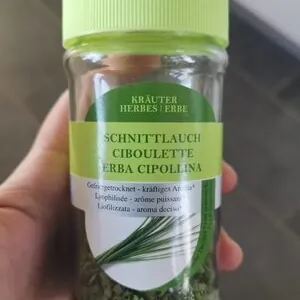 KRÄUTER
HERBES | ERBE
SCHNITTLAUCH
CIBOULETTE
ERBA CIPOLLINA
Gefriergetrocknet - kräftiges Aroma*
Lyophilisée - arôme puissant*
Liofilizzata - aroma deciso*